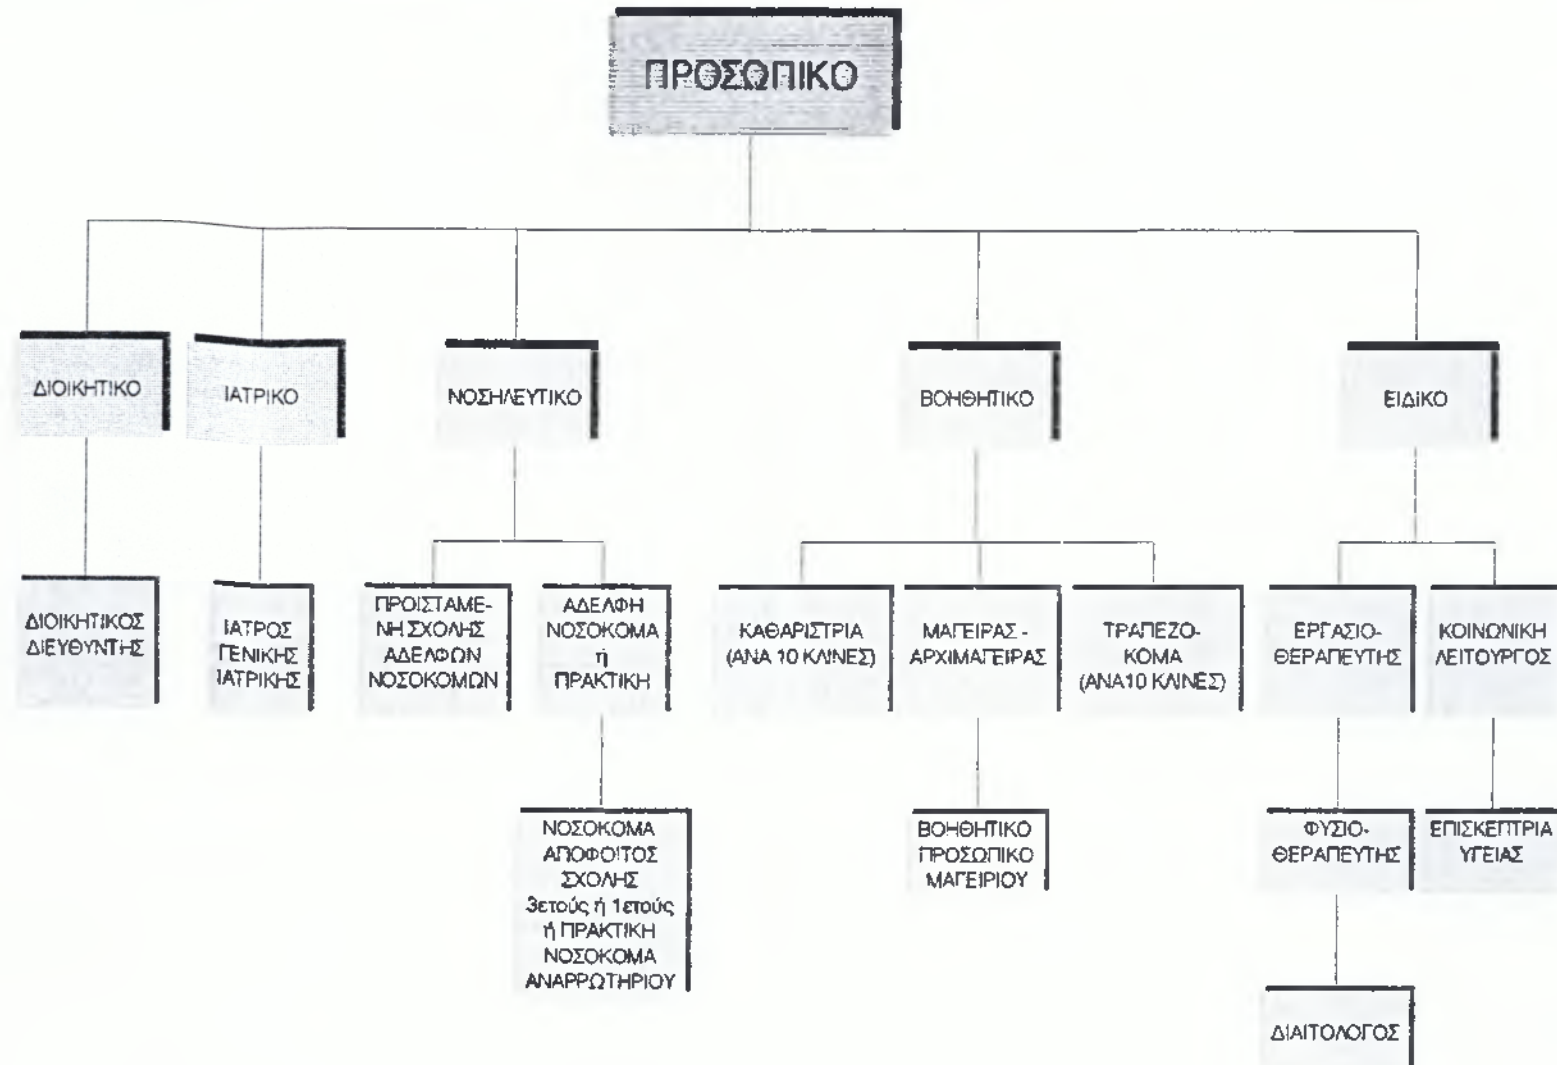 ΠΡΟΣΩΠΙΚΟ
ΔΙΟΙΚΗΤΙΚΟ
ΙΑΤΡΙΚΟ
ΝΟΣΗΛΕΥΤΙΚΟ
ΒΟΗΘΗΤΙΚΟ
ΕΙΔΙΚΟ
ΔΙΟΙΚΗΤΙΚΟΣ
ΔΙΕΥΘΥΝΤΗΣ
ΙΑΤΡΟΣ
ΓΕΝΙΚΗΣ
ΙΑΤΡΙΚΗΣ
ΠΡΟΙΣΤΑΜΕ-
ΝΗ ΣΧΟΛΗΣ
ΑΔΕΛΦΩΝ
ΝΟΣΟΚΟΜΩΝ
ΑΔΕΛΦΗ
ΝΟΣΟΚΟΜΑ
ή
ΠΡΑΚΤΙΚΗ
ΚΑΘΑΡΙΣΤΡΙΑ
(ΑΝΑ 10 ΚΛΙΝΕΣ)
ΜΑΓΕΙΡΑΣ -
ΑΡΧΙΜΑΓΕΙΡΑΣ
ΤΡΑΠΕΖΟ-
ΚΟΜΑ
(ΑΝΑ10 ΚΛΙΝΕΣ)
ΕΡΓΑΣΙΟ-
ΘΕΡΑΠΕΥΤΗΣ
ΚΟΙΝΩΝΙΚΗ
ΛΕΙΤΟΥΡΓΟΣ
ΝΟΣΟΚΟΜΑ
ΑΠΟΦΟΙΤΟΣ
ΣΧΟΛΗΣ
3ετούς ή 1ετούς
ή ΠΡΑΚΤΙΚΗ
ΝΟΣΟΚΟΜΑ
ΑΝΑΡΡΩΤΗΡΙΟΥ
ΒΟΗΘΗΤΙΚΟ
ΠΡΟΣΩΠΙΚΟ
ΜΑΓΕΙΡΙΟΥ
ΦΥΣΙΟ-
ΘΕΡΑΠΕΥΤΗΣ
ΕΠΙΣΚΕΠΤΡΙΑ
ΥΓΕΙΑΣ
ΔΙΑΙΤΟΛΟΓΟΣ